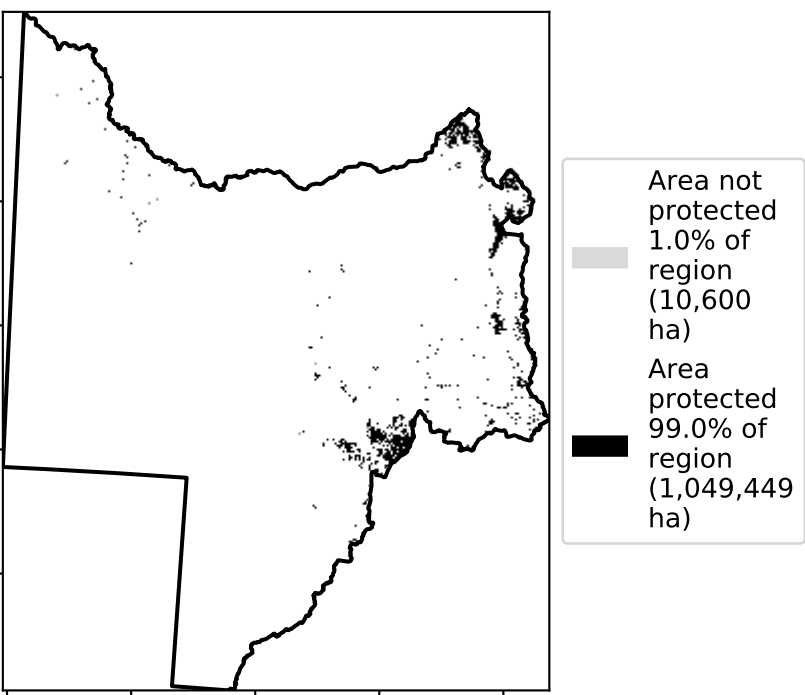 Area not
protected
1.0% of
region
(10,600
ha)
Area
protected
99.0% of
region
(1,049,449
ha)